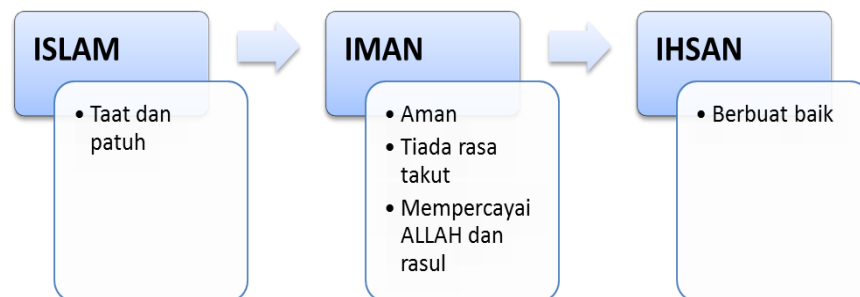 ISLAM
• Taat dan
patuh
IMAN
• Aman
• Tiada rasa
takut
• Mempercayai
ALLAH dan
rasul
IHSAN
• Berbuat baik